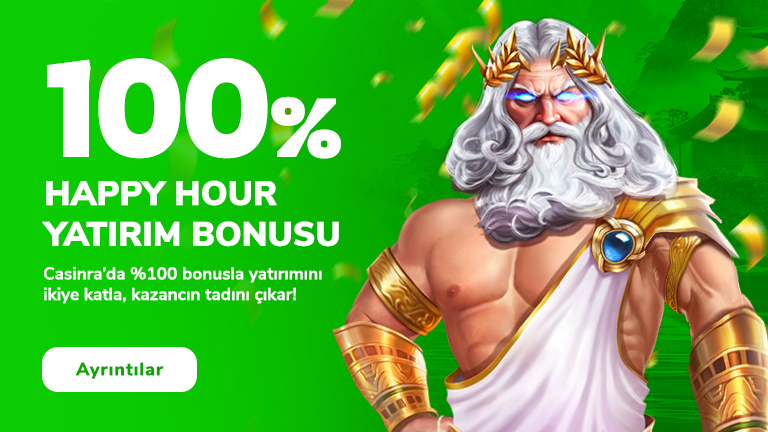 100%
HAPPY HOUR
YATIRIM BONUSU
Casinra'da %100 bonusla yatırımını
ikiye katla, kazancın tadını çıkar!
Ayrıntılar